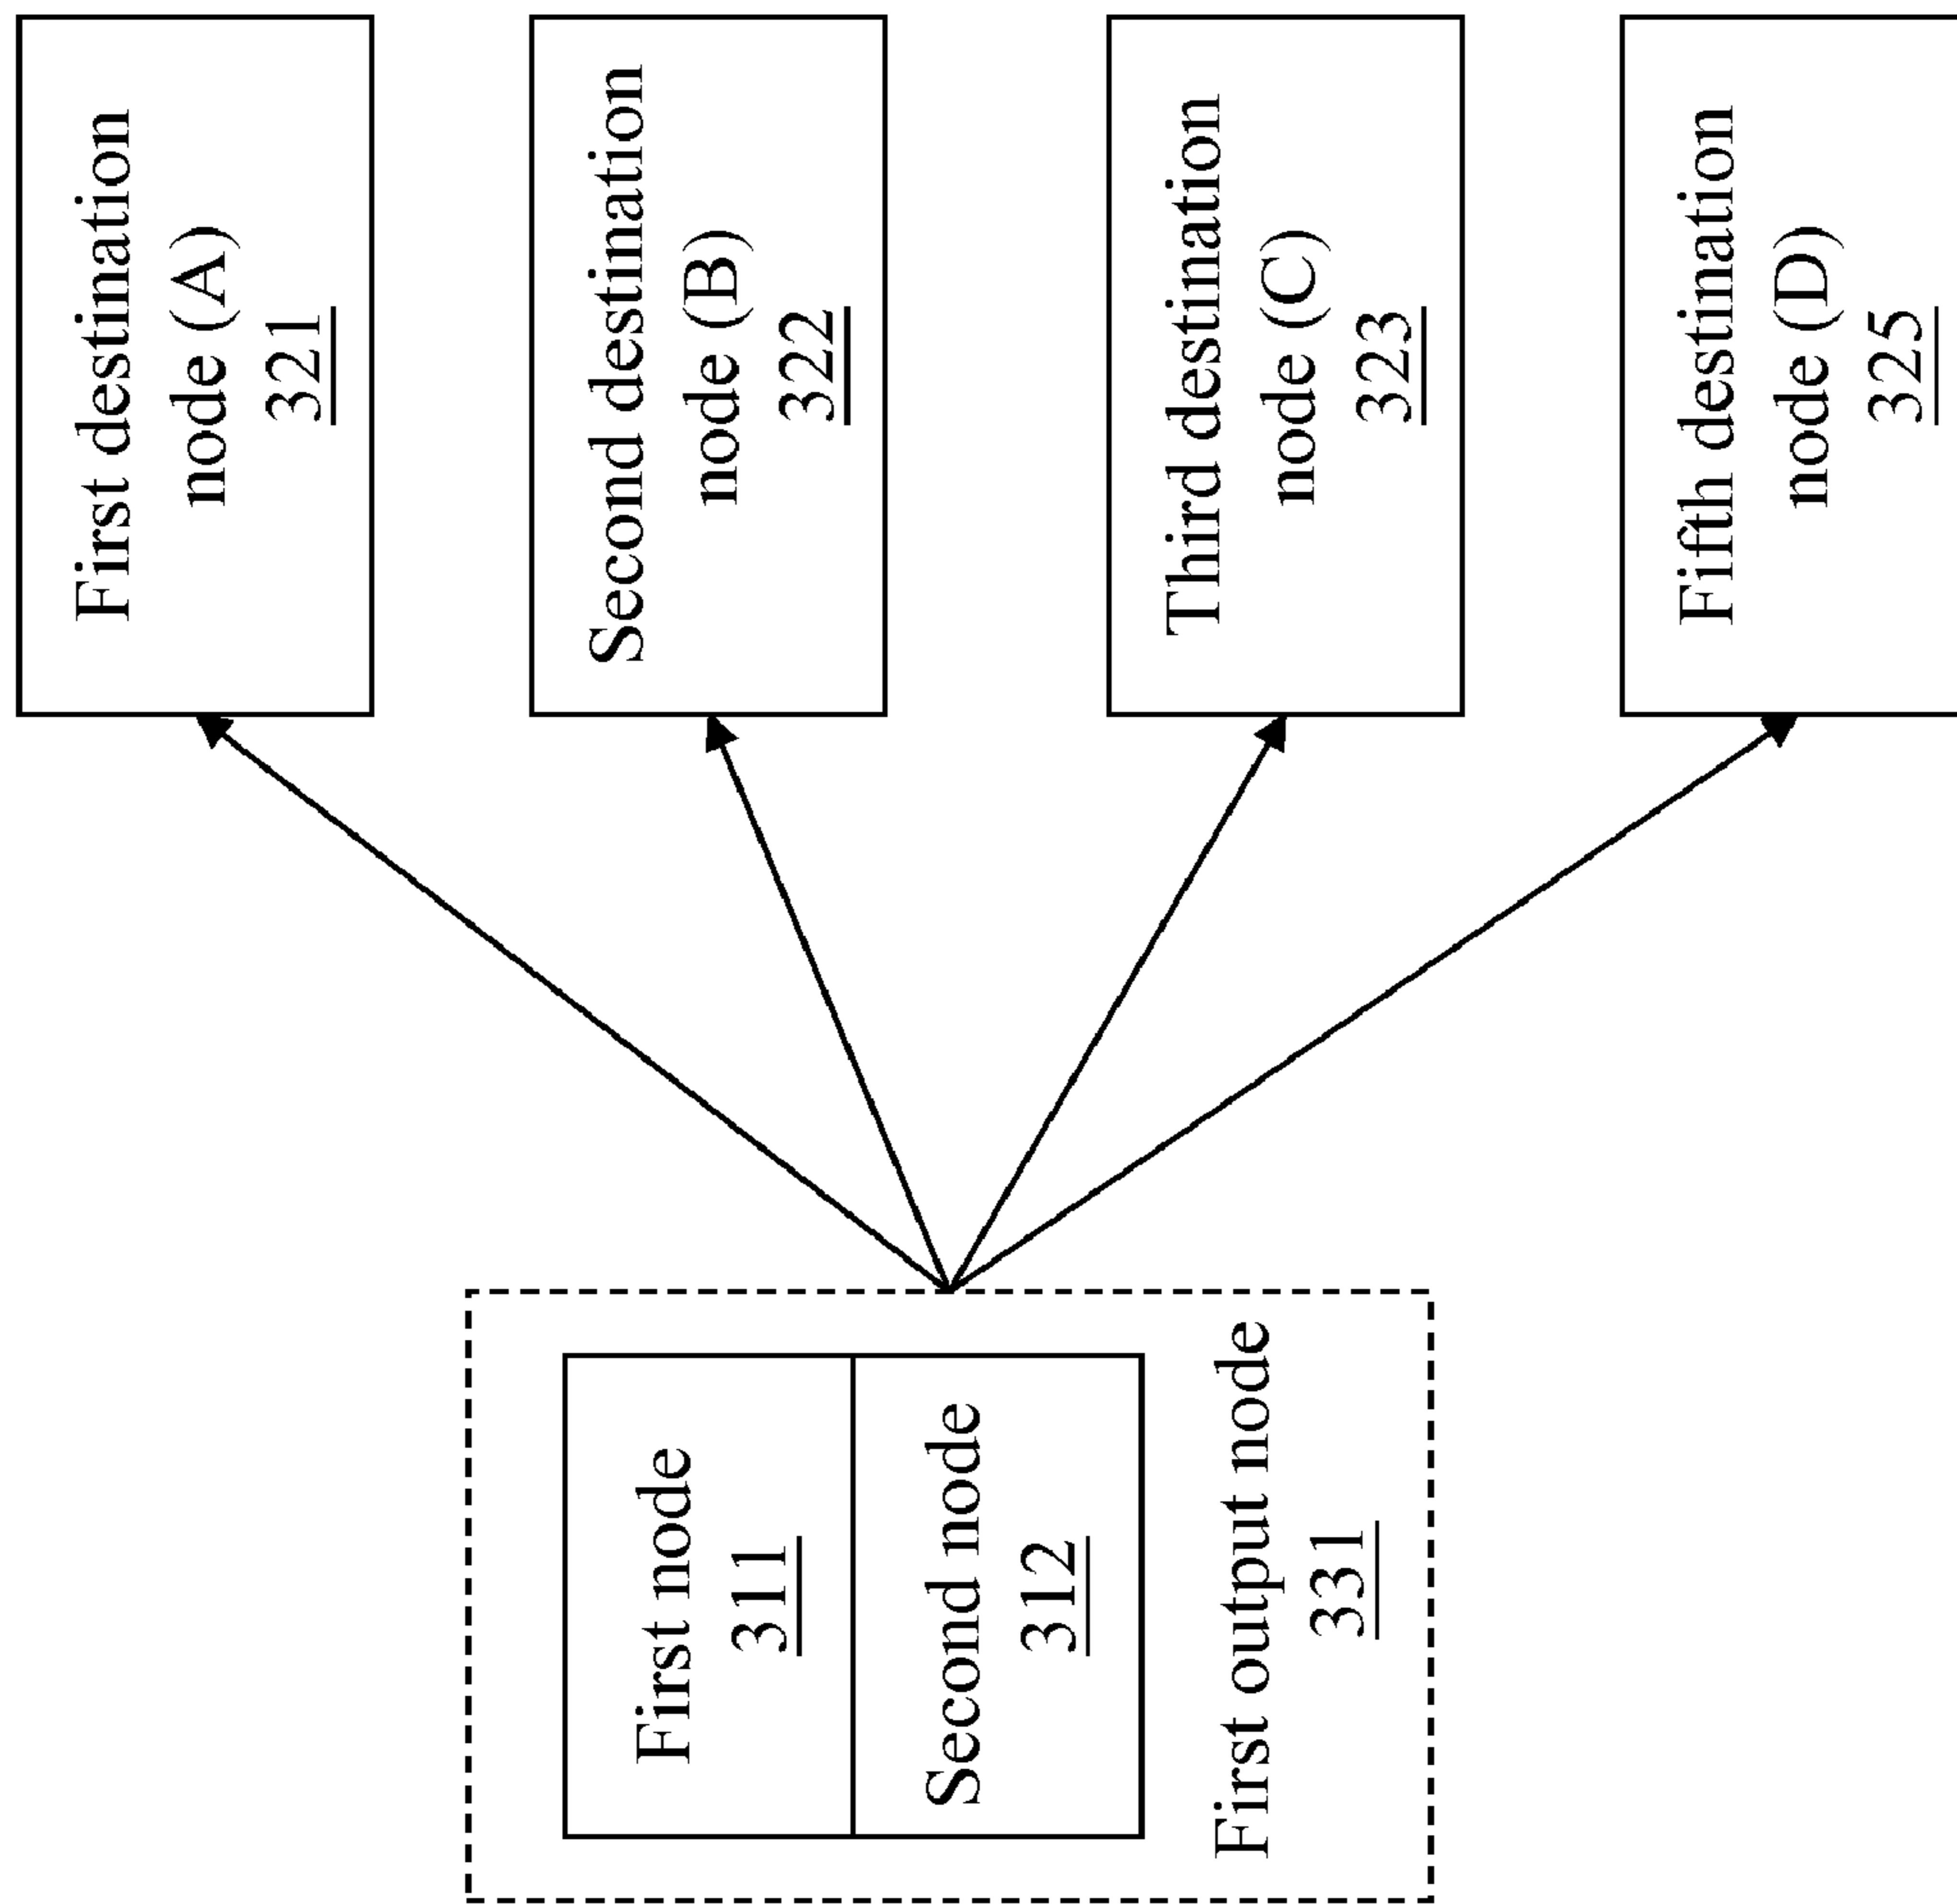 First destination
node (A)
321
Second destination
node (B)
322
Third destination
node (C)
323
Fifth destination
node (D)
325
First node
311
Second node
312
First output node
331